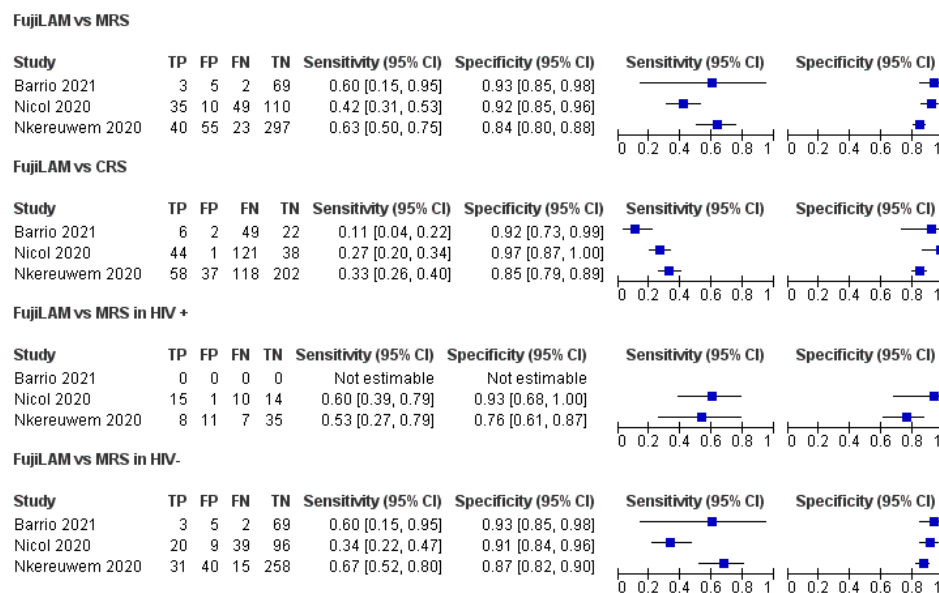 FujiLAM vs MRS
Study TP FP FN TN Sensitivity (95% CI) Specificity (95% CI) Sensitivity (95% CI) Specificity (95% CI)
Barrio 2021 3 5 2 69 0.60 [0.15, 0.95] 0.93 [0.85, 0.98]
Nicol 2020 35 10 49 110 0.42 [0.31, 0.53] 0.92 [0.85, 0.96]
Nkereuwem 2020 40 55 23 297 0.63 [0.50, 0.75] 0.84 [0.80, 0.88]
0 0.2 0.4 0.6 0.8 1 0 0.2 0.4 0.6 0.8 1
FujiLAM vs CRS
Study TP FP FN TN Sensitivity (95% CI) Specificity (95% CI) Sensitivity (95% CI) Specificity (95% CI)
Barrio 2021 6 2 49 22 0.11 [0.04, 0.22] 0.92 [0.73, 0.99]
Nicol 2020 44 1 121 38 0.27 [0.20, 0.34] 0.97 [0.87, 1.00]
Nkereuwem 2020 58 37 118 202 0.33 [0.26, 0.40] 0.85 [0.79, 0.89]
0 0.2 0.4 0.6 0.8 1 0 0.2 0.4 0.6 0.8 1
FujiLAM vs MRS in HIV +
Study TP FP FN TN Sensitivity (95% CI) Specificity (95% CI) Sensitivity (95% CI) Specificity (95% CI)
Barrio 2021 0 0 0 0 Not estimable Not estimable
Nicol 2020 15 1 10 14 0.60 [0.39, 0.79] 0.93 [0.68, 1.00]
Nkereuwem 2020 8 11 7 35 0.53 [0.27, 0.79] 0.76 [0.61, 0.87]
0 0.2 0.4 0.6 0.8 1 0 0.2 0.4 0.6 0.8 1
FujiLAM vs MRS in HIV-
Study TP FP FN TN Sensitivity (95% CI) Specificity (95% CI) Sensitivity (95% CI) Specificity (95% CI)
Barrio 2021 3 5 2 69 0.60 [0.15, 0.95] 0.93 [0.85, 0.98]
Nicol 2020 20 9 39 96 0.34 [0.22, 0.47] 0.91 [0.84, 0.96]
Nkereuwem 2020 31 40 15 258 0.67 [0.52, 0.80] 0.87 [0.82, 0.90]
0 0.2 0.4 0.6 0.8 1 0 0.2 0.4 0.6 0.8 1